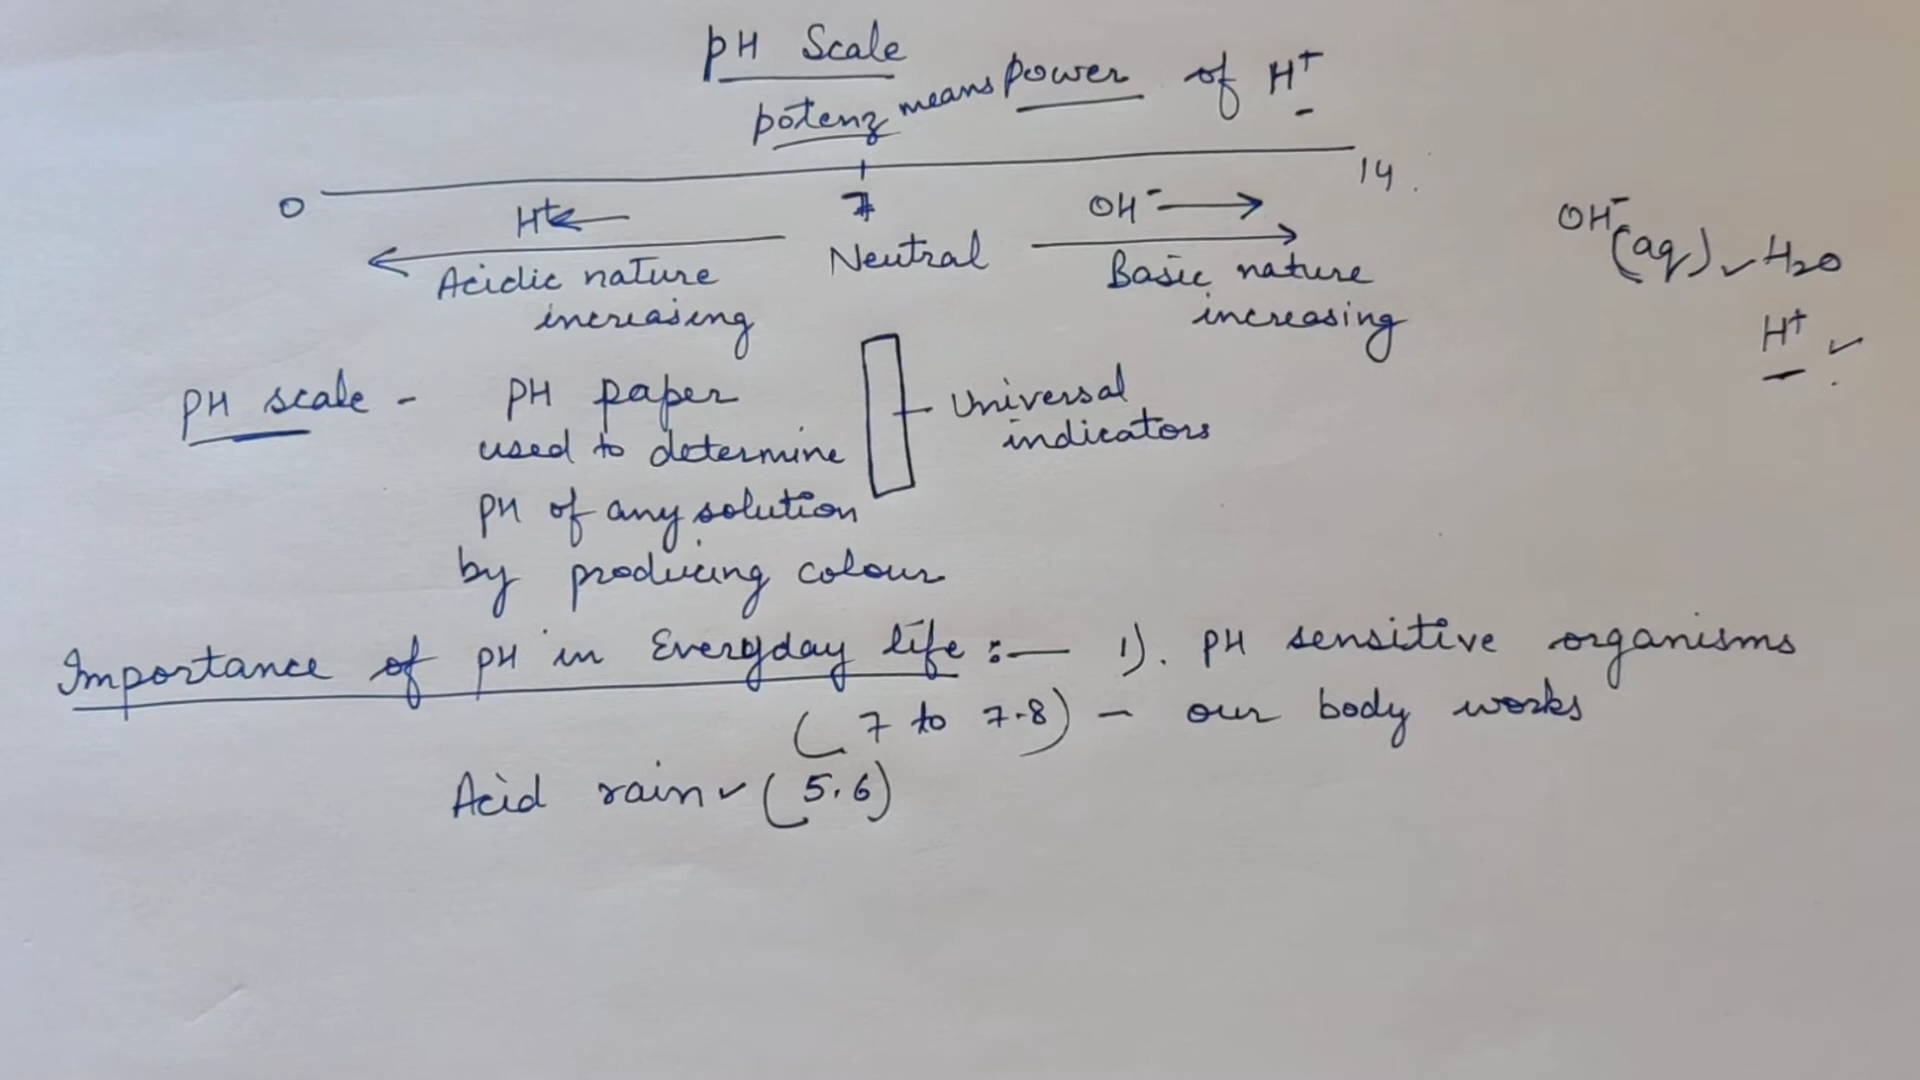 pH Scale
potenz means power of H⁺
0 7 14
H⁺ OH⁻
Acidic nature increasing
Neutral
Basic nature increasing
OH⁻(aq) H₂O
H⁺
PH scale - PH paper
used to determine
PH of any solution
by producing colour
Universal
indicators
Importance of pH in Everyday life :— 1). PH sensitive organisms
(7 to 7.8) - our body works
Acid rain (5.6)